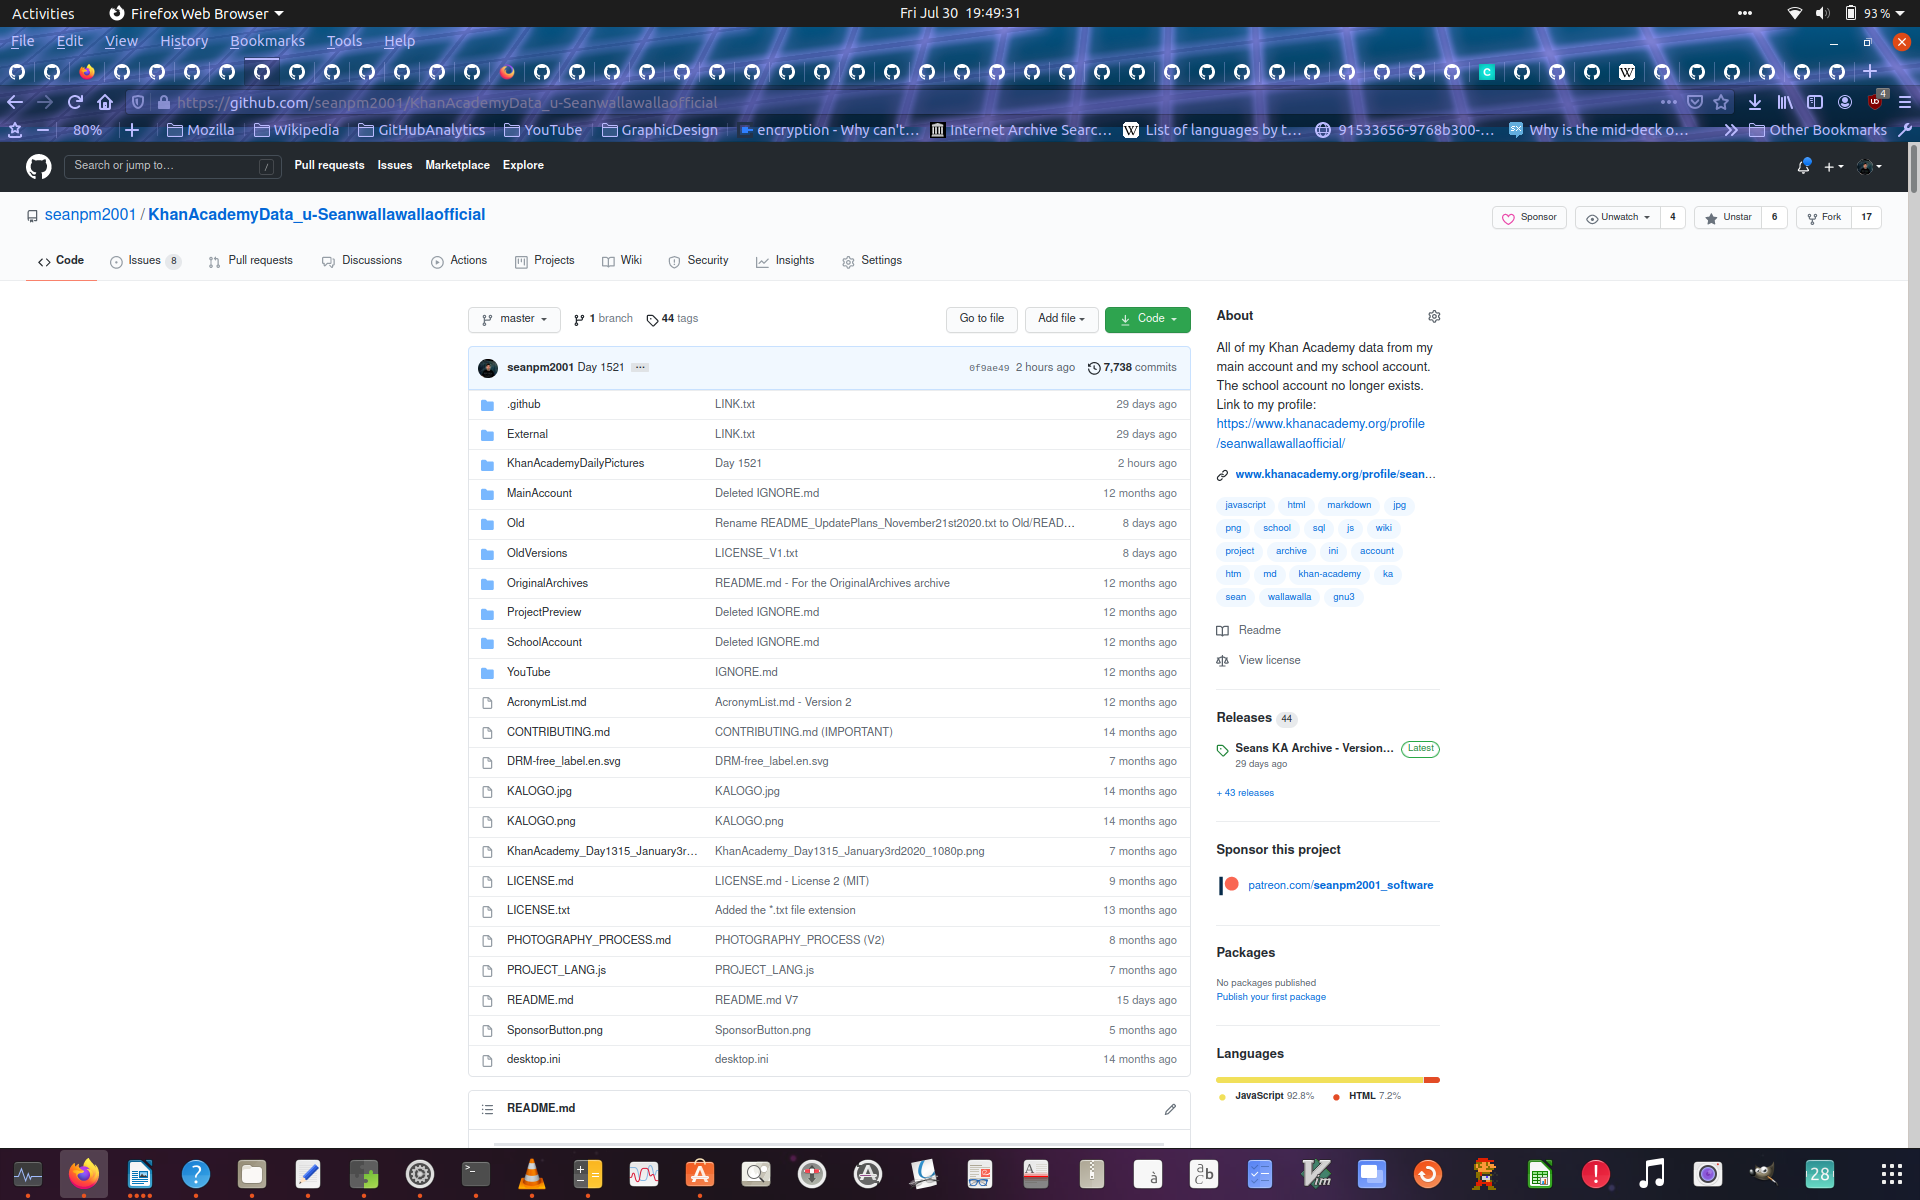 Activities Firefox Web Browser Fri Jul 30 19:49:31 93 %
File Edit View History Bookmarks Tools Help
https://github.com/seanpm2001/KhanAcademyData_u-Seanwallawallaofficial 4
80% Mozilla Wikipedia GitHubAnalytics YouTube GraphicDesign encryption - Why can't… Internet Archive Searc… List of languages by t… 91533656-9768b300-… Why is the mid-deck o… Other Bookmarks
Search or jump to… / Pull requests Issues Marketplace Explore
seanpm2001 / KhanAcademyData_u-Seanwallawallaofficial Sponsor Unwatch 4 Unstar 6 Fork 17
Code Issues 8 Pull requests Discussions Actions Projects Wiki Security Insights Settings
master 1 branch 44 tags Go to file Add file Code
seanpm2001 Day 1521 … 0f9ae49 2 hours ago 7,738 commits
.github LINK.txt 29 days ago
External LINK.txt 29 days ago
KhanAcademyDailyPictures Day 1521 2 hours ago
MainAccount Deleted IGNORE.md 12 months ago
Old Rename README_UpdatePlans_November21st2020.txt to Old/READ… 8 days ago
OldVersions LICENSE_V1.txt 8 days ago
OriginalArchives README.md - For the OriginalArchives archive 12 months ago
ProjectPreview Deleted IGNORE.md 12 months ago
SchoolAccount Deleted IGNORE.md 12 months ago
YouTube IGNORE.md 12 months ago
AcronymList.md AcronymList.md - Version 2 12 months ago
CONTRIBUTING.md CONTRIBUTING.md (IMPORTANT) 14 months ago
DRM-free_label.en.svg DRM-free_label.en.svg 7 months ago
KALOGO.jpg KALOGO.jpg 14 months ago
KALOGO.png KALOGO.png 14 months ago
KhanAcademy_Day1315_January3r… KhanAcademy_Day1315_January3rd2020_1080p.png 7 months ago
LICENSE.md LICENSE.md - License 2 (MIT) 9 months ago
LICENSE.txt Added the *.txt file extension 13 months ago
PHOTOGRAPHY_PROCESS.md PHOTOGRAPHY_PROCESS (V2) 8 months ago
PROJECT_LANG.js PROJECT_LANG.js 7 months ago
README.md README.md V7 15 days ago
SponsorButton.png SponsorButton.png 5 months ago
desktop.ini desktop.ini 14 months ago
README.md
About
All of my Khan Academy data from my
main account and my school account.
The school account no longer exists.
Link to my profile:
https://www.khanacademy.org/profile
/seanwallawallaofficial/
www.khanacademy.org/profile/sean…
javascript html markdown jpg
png school sql js wiki
project archive ini account
htm md khan-academy ka
sean wallawalla gnu3
Readme
View license
Releases 44
Seans KA Archive - Version… Latest
29 days ago
+ 43 releases
Sponsor this project
patreon.com/seanpm2001_software
Packages
No packages published
Publish your first package
Languages
JavaScript 92.8% HTML 7.2%
28